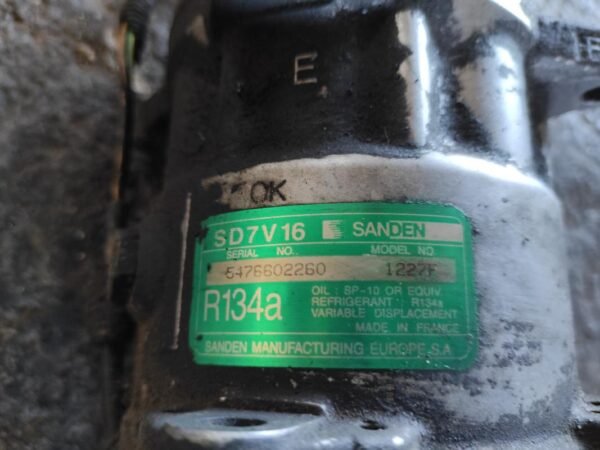 E
OK
SD7V16 SANDEN
SERIAL NO. MODEL NO.
5476602260 1227F
R134a
OIL : SP-10 OR EQUIV.
REFRIGERANT : R134a
VARIABLE DISPLACEMENT
MADE IN FRANCE
SANDEN MANUFACTURING EUROPE S.A.